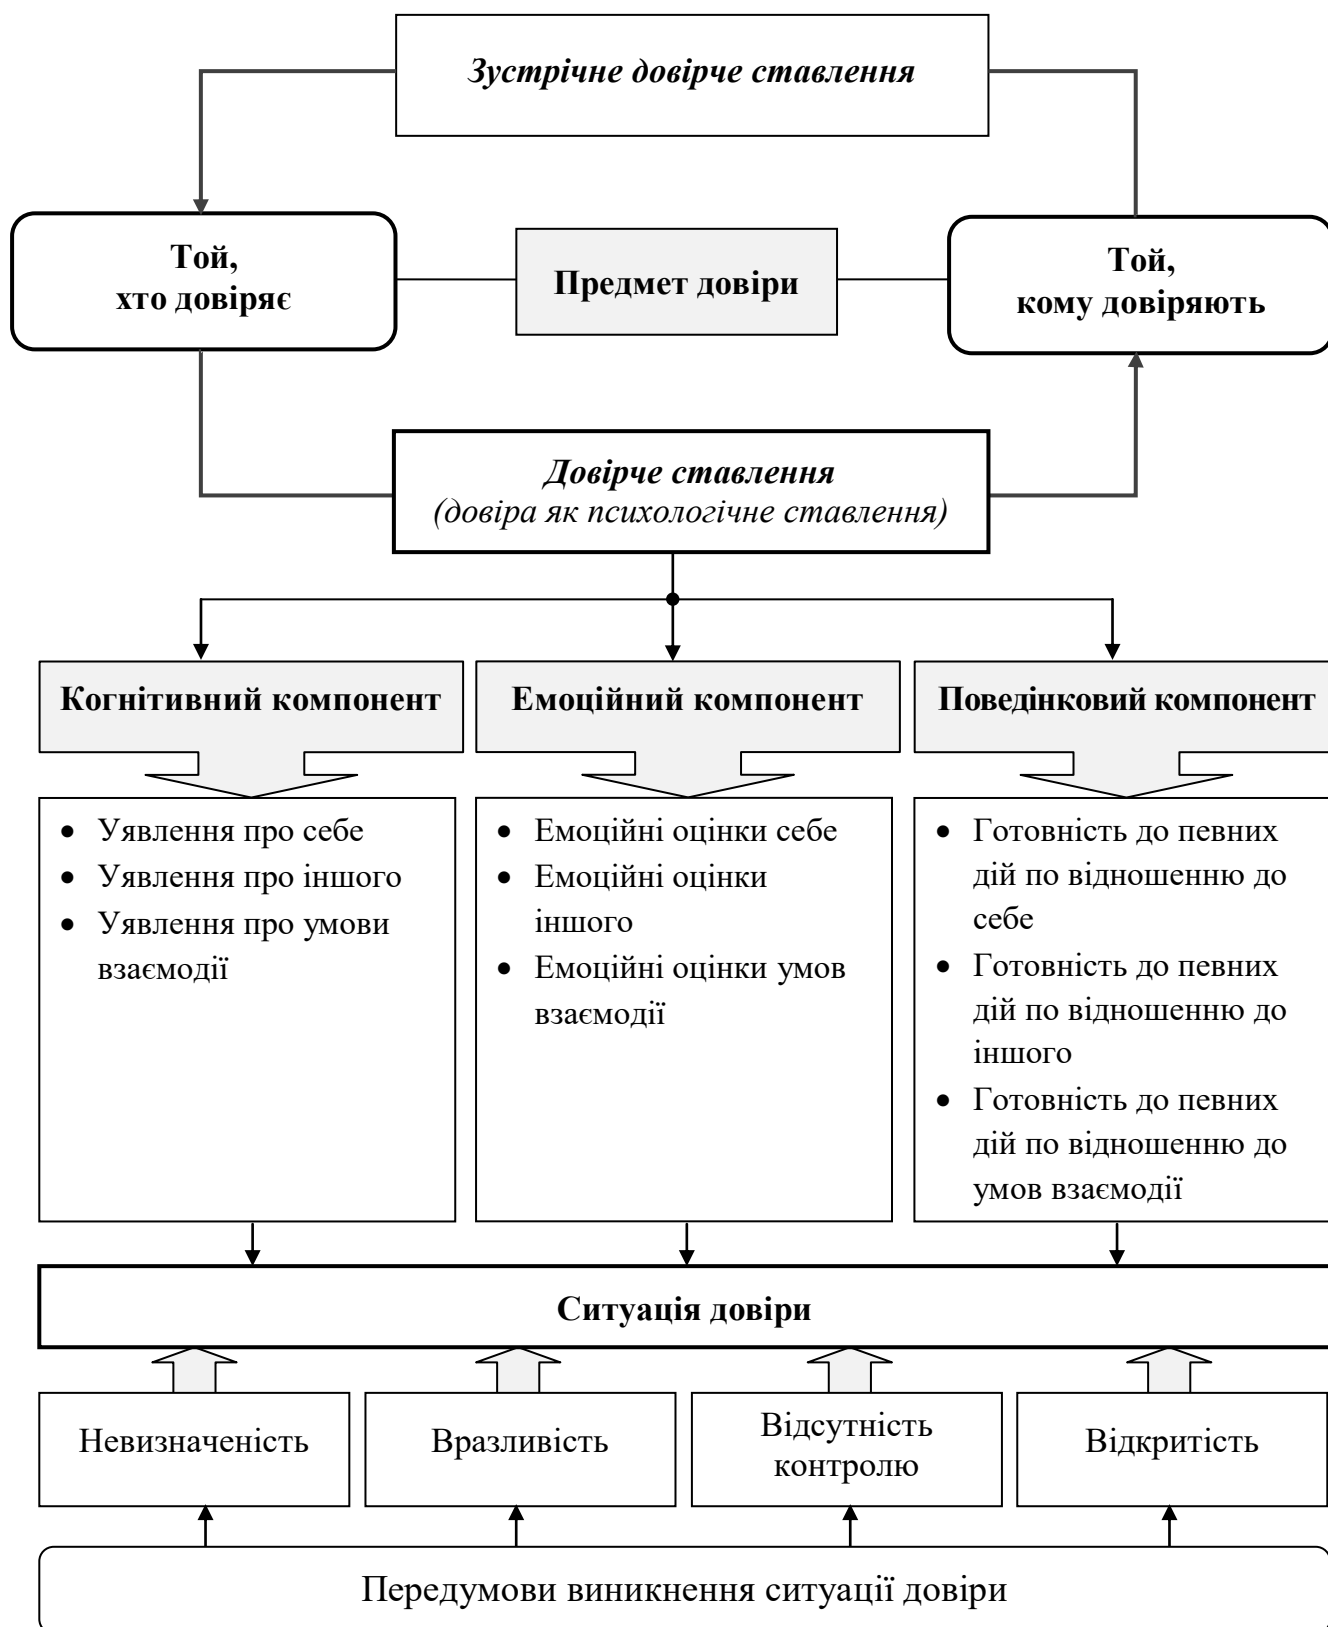 Зустрічне довірче ставлення
Той,
хто довіряє
Предмет довіри
Той,
кому довіряють
Довірче ставлення
(довіра як психологічне ставлення)
Когнітивний компонент
Емоційний компонент
Поведінковий компонент
• Уявлення про себе
• Уявлення про іншого
• Уявлення про умови
взаємодії
• Емоційні оцінки себе
• Емоційні оцінки
іншого
• Емоційні оцінки умов
взаємодії
• Готовність до певних
дій по відношенню до
себе
• Готовність до певних
дій по відношенню до
іншого
• Готовність до певних
дій по відношенню до
умов взаємодії
Ситуація довіри
Невизначеність
Вразливість
Відсутність
контролю
Відкритість
Передумови виникнення ситуації довіри